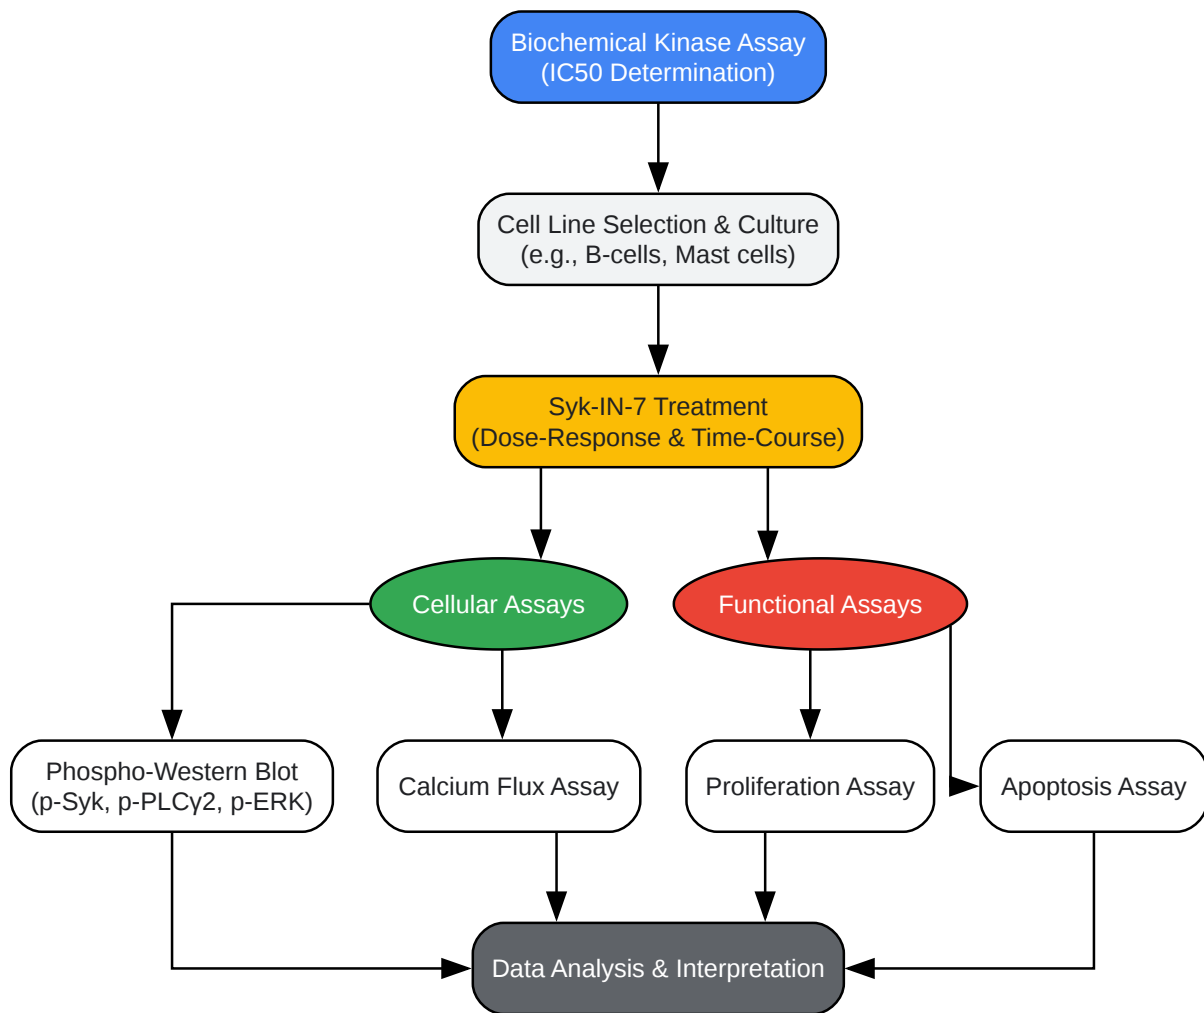 Biochemical Kinase Assay
(IC50 Determination)
Cell Line Selection & Culture
(e.g., B-cells, Mast cells)
Syk-IN-7 Treatment
(Dose-Response & Time-Course)
Cellular Assays
Functional Assays
Phospho-Western Blot
(p-Syk, p-PLCγ2, p-ERK)
Calcium Flux Assay
Proliferation Assay
Apoptosis Assay
Data Analysis & Interpretation